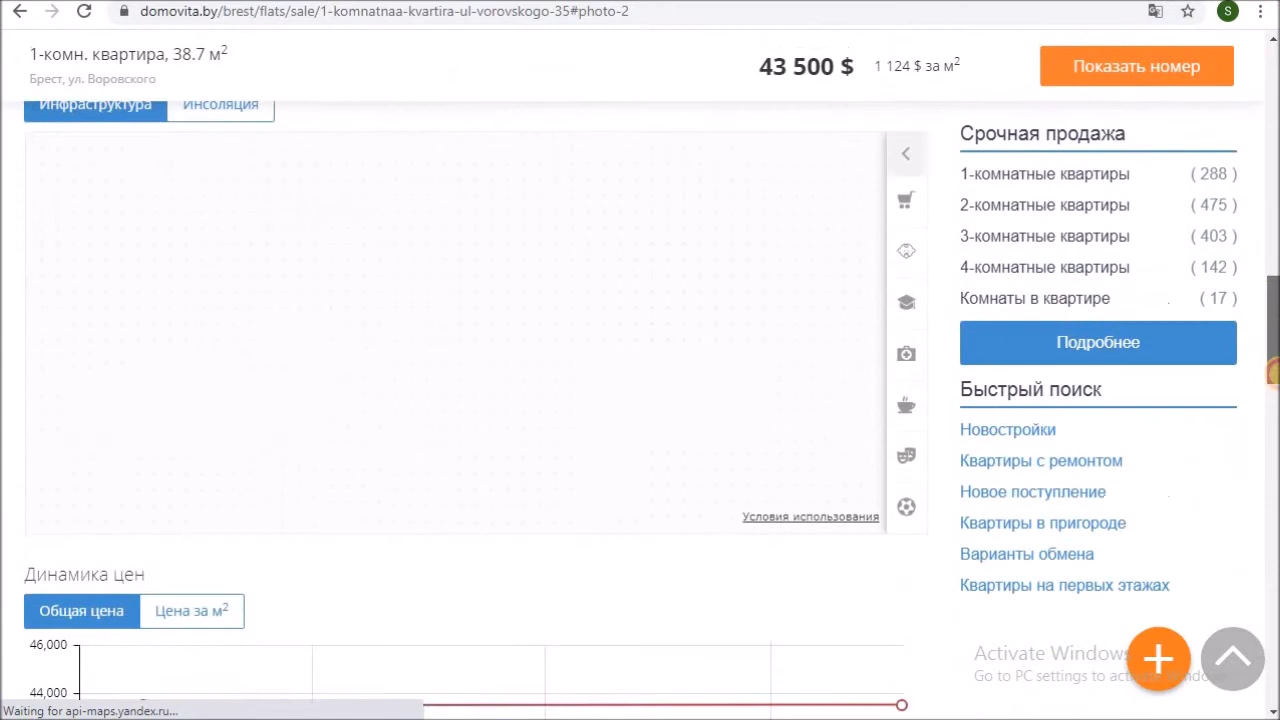 domovita.by/brest/flats/sale/1-komnatnaa-kvartira-ul-vorovskogo-35#photo-2
S
1-комн. квартира, 38.7 м²
Брест, ул. Воровского
43 500 $
1 124 $ за м²
Показать номер
Инфраструктура
Инсоляция
Условия использования
Динамика цен
Общая цена
Цена за м²
46,000
44,000
Срочная продажа
1-комнатные квартиры ( 288 )
2-комнатные квартиры ( 475 )
3-комнатные квартиры ( 403 )
4-комнатные квартиры ( 142 )
Комнаты в квартире ( 17 )
Подробнее
Быстрый поиск
Новостройки
Квартиры с ремонтом
Новое поступление
Квартиры в пригороде
Варианты обмена
Квартиры на первых этажах
Activate Windows
Go to PC settings to activate Windows.
Waiting for api-maps.yandex.ru...